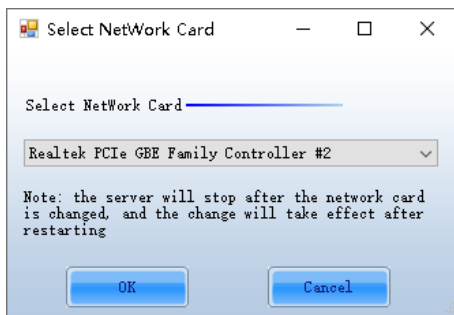 Select NetWork Card
Select NetWork Card
Realtek PCIe GBE Family Controller #2
Note: the server will stop after the network card
is changed, and the change will take effect after
restarting
OK
Cancel